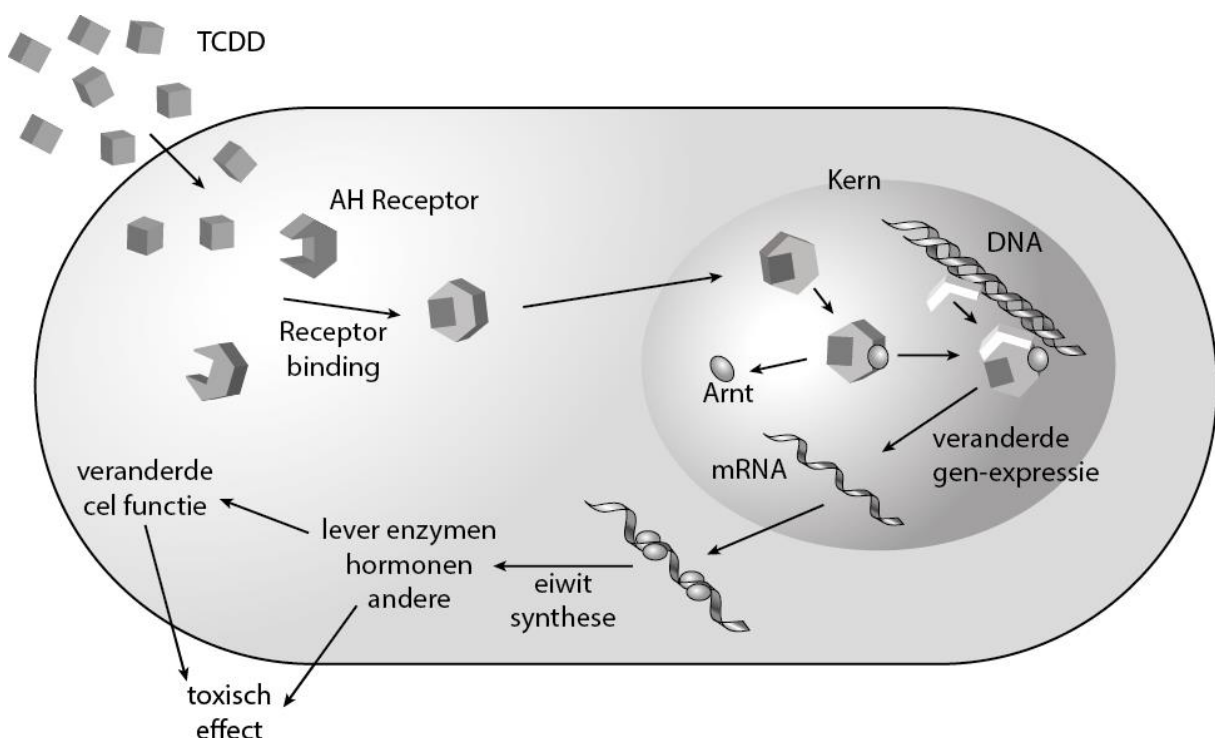 TCDD
AH Receptor
Kern
DNA
Receptor
binding
Arnt
veranderde
gen-expressie
mRNA
veranderde
cel functie
lever enzymen
hormonen
andere
eiwit
synthese
toxisch
effect